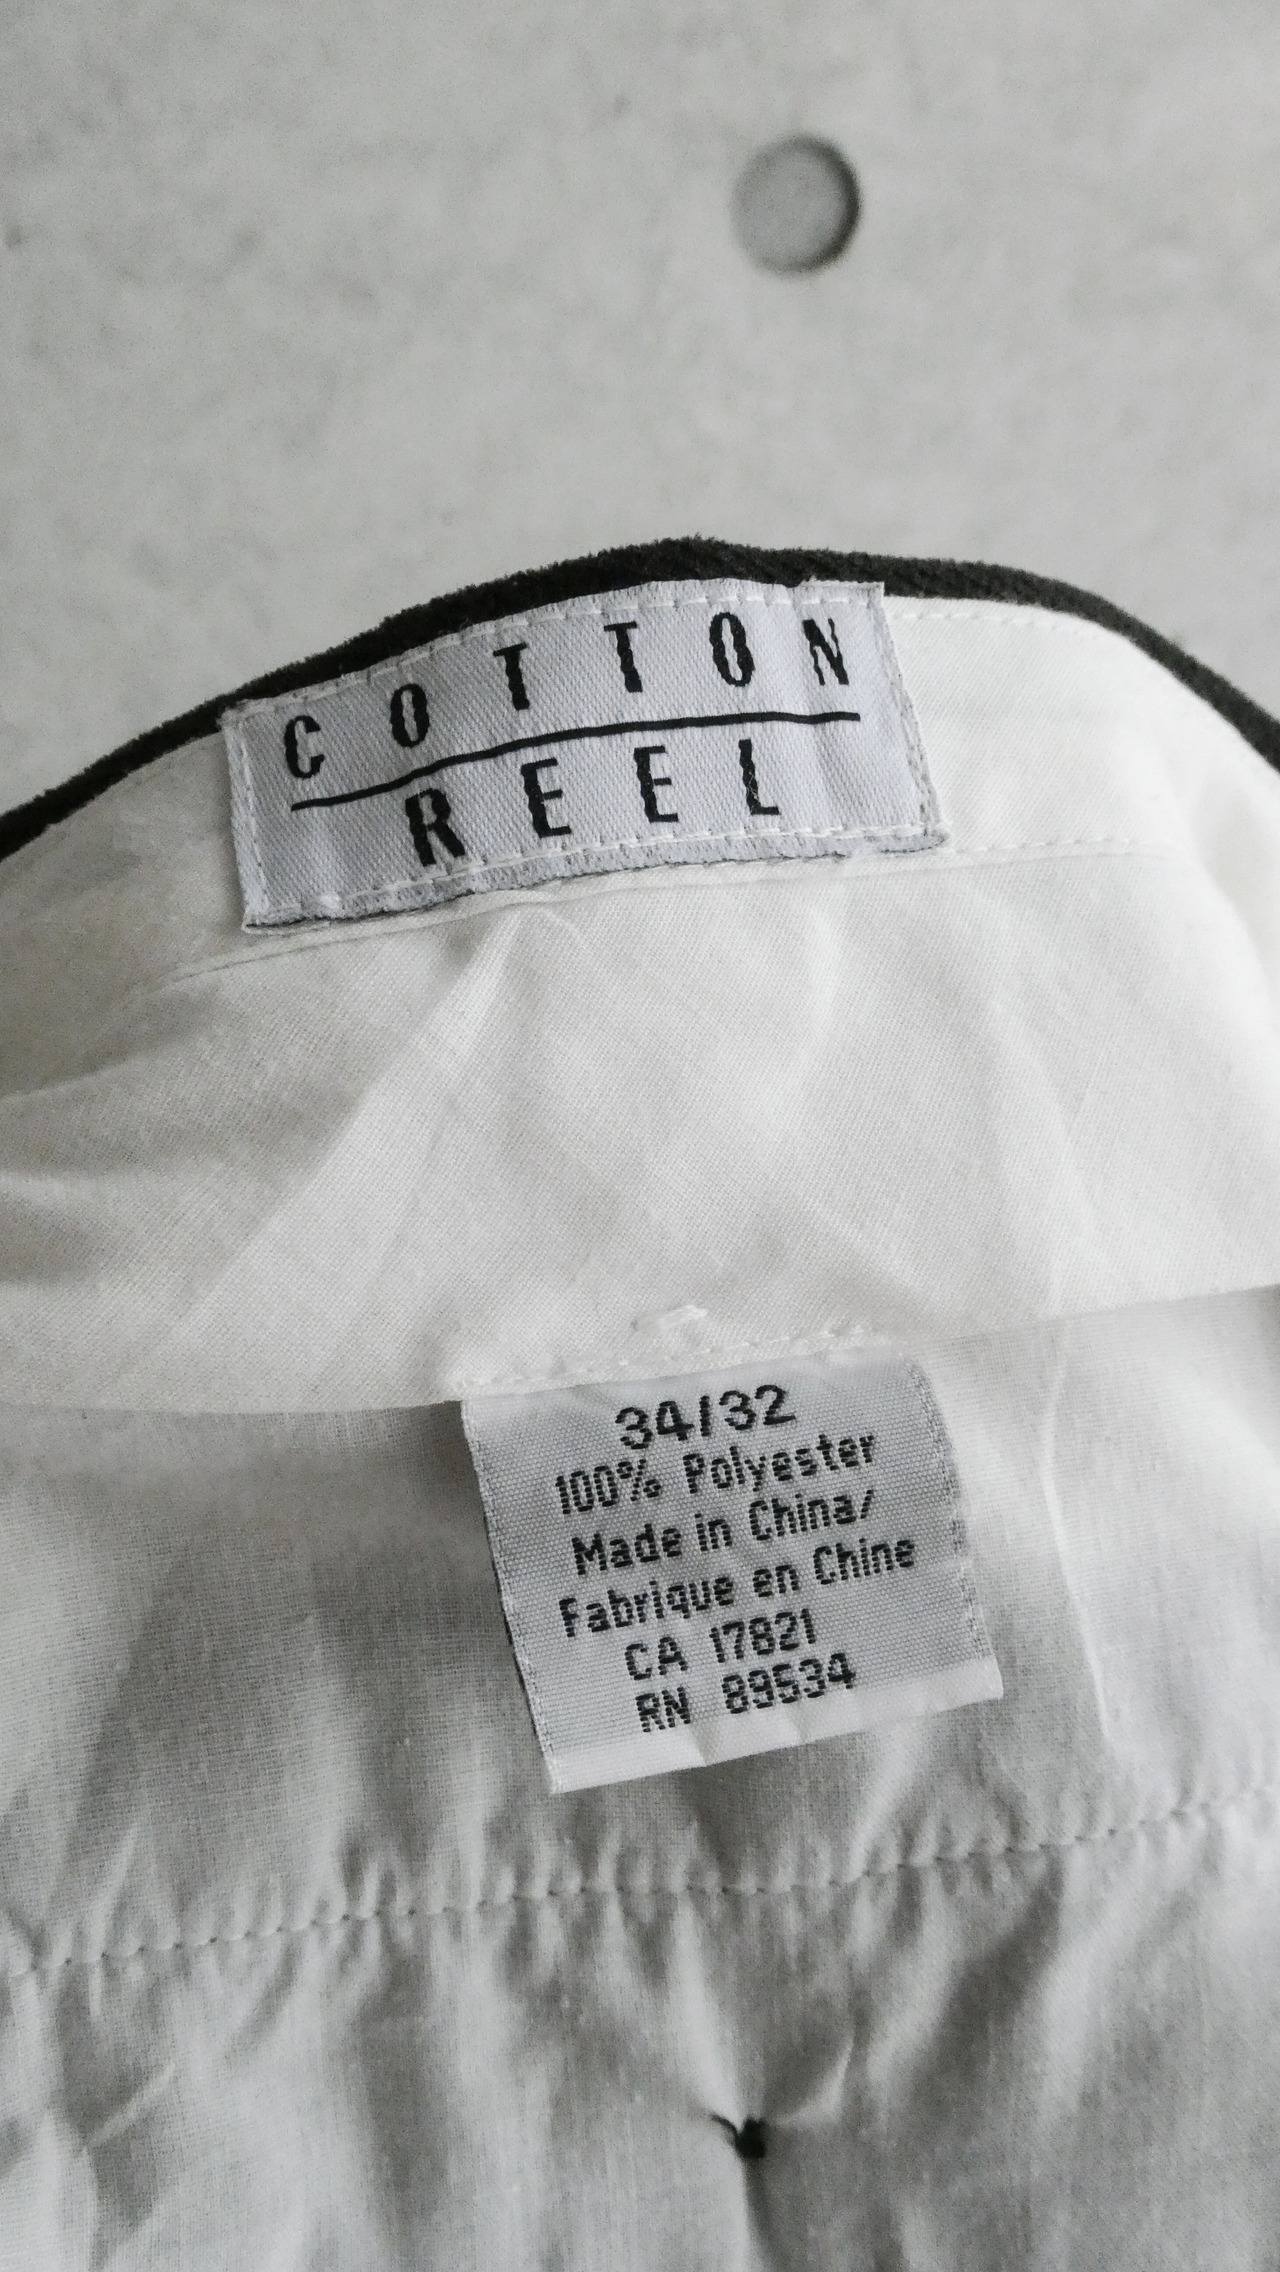 COTTON
REEL
34/32
100% Polyester
Made in China/
Fabrique en Chine
CA 17821
RN 89534